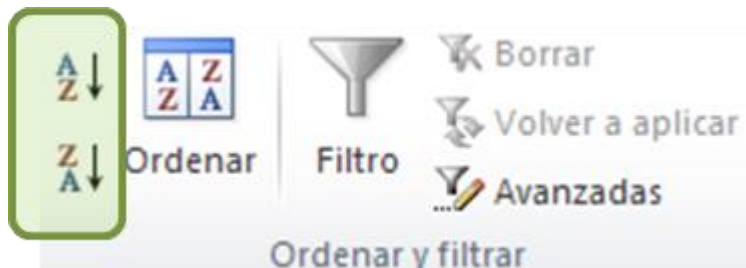 A
Z
Z
A
A Z
Z A
Ordenar
Filtro
Borrar
Volver a aplicar
Avanzadas
Ordenar y filtrar